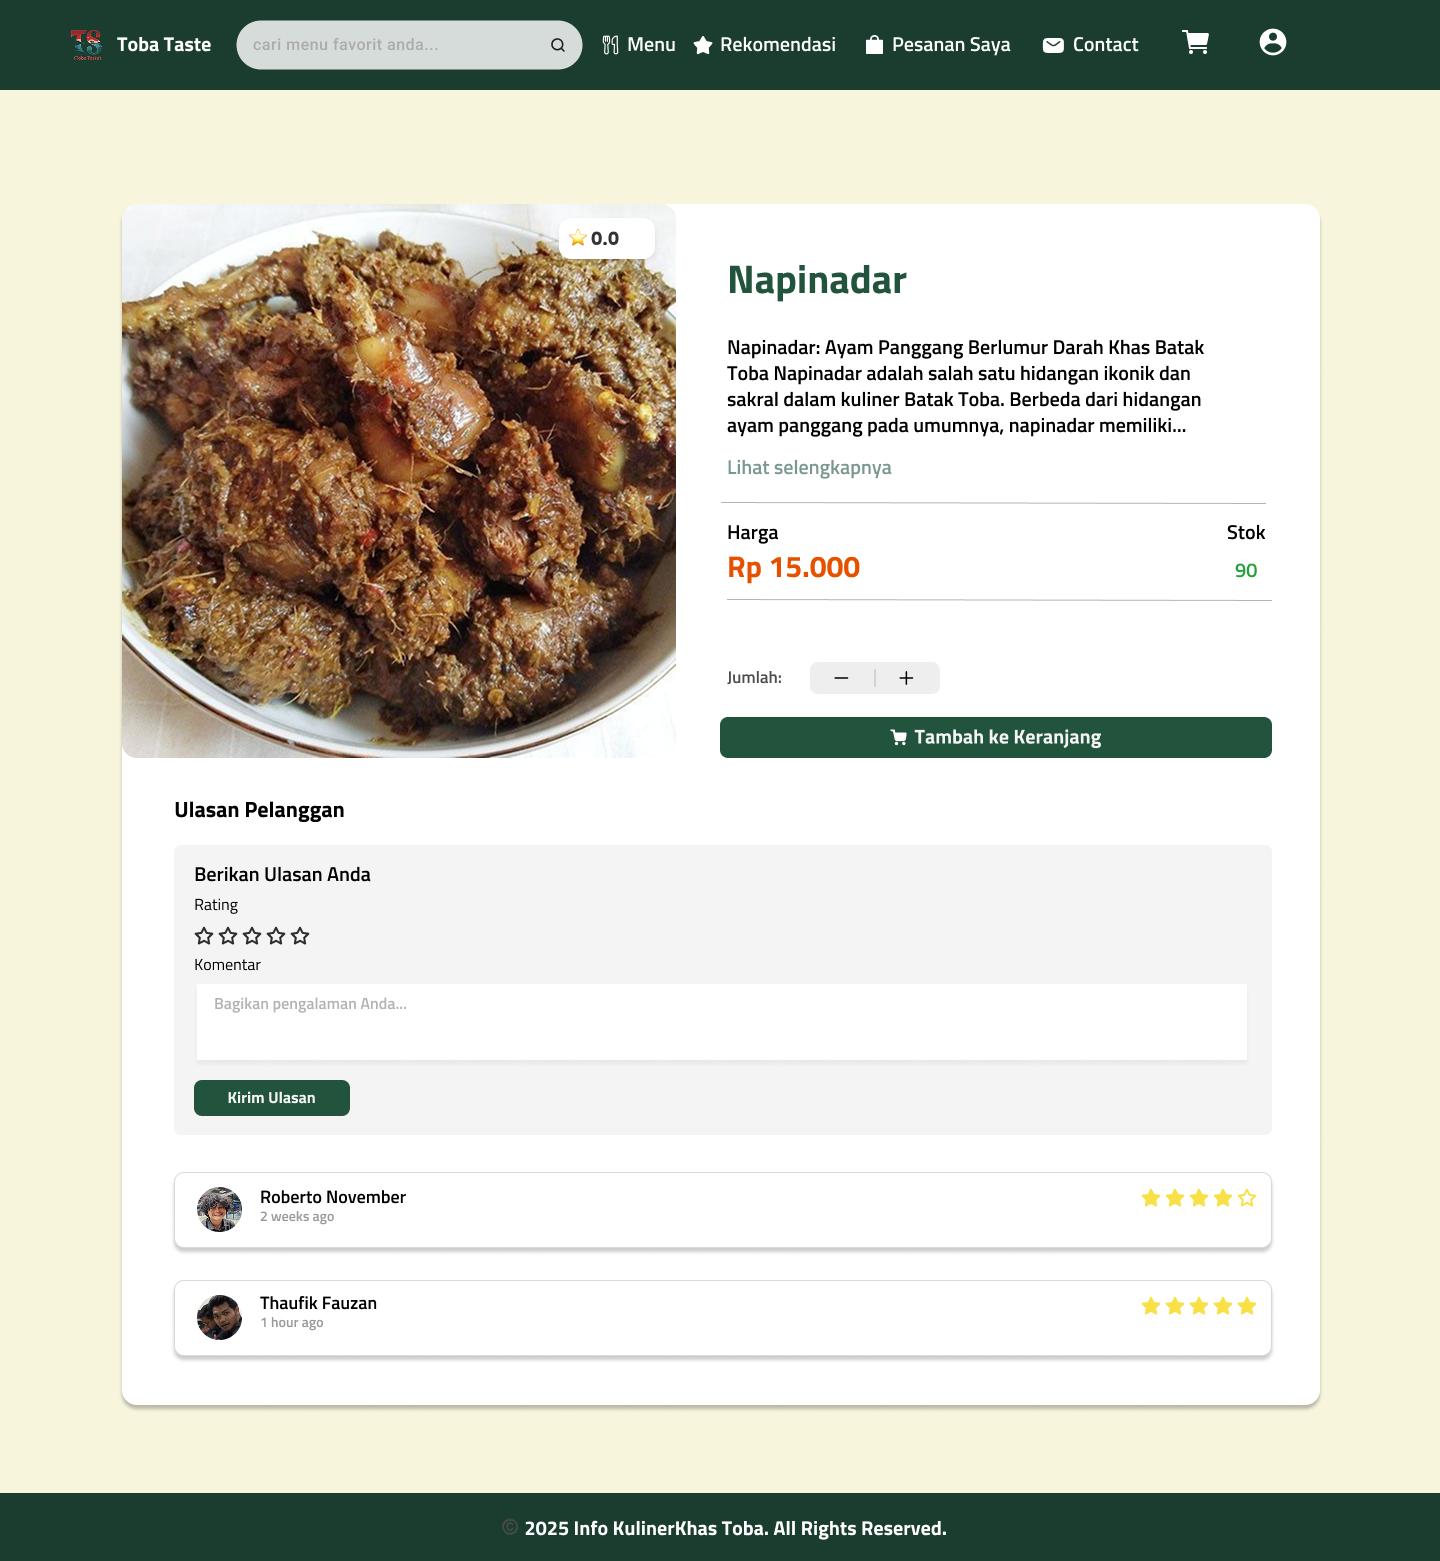 TS
Toba Taste
Toba Taste
cari menu favorit anda...
Menu
Rekomendasi
Pesanan Saya
Contact
0.0
Napinadar
Napinadar: Ayam Panggang Berlumur Darah Khas Batak
Toba Napinadar adalah salah satu hidangan ikonik dan
sakral dalam kuliner Batak Toba. Berbeda dari hidangan
ayam panggang pada umumnya, napinadar memiliki...
Lihat selengkapnya
Harga
Stok
Rp 15.000
90
Jumlah:
Tambah ke Keranjang
Ulasan Pelanggan
Berikan Ulasan Anda
Rating
Komentar
Bagikan pengalaman Anda...
Kirim Ulasan
Roberto November
2 weeks ago
Thaufik Fauzan
1 hour ago
© 2025 Info KulinerKhas Toba. All Rights Reserved.